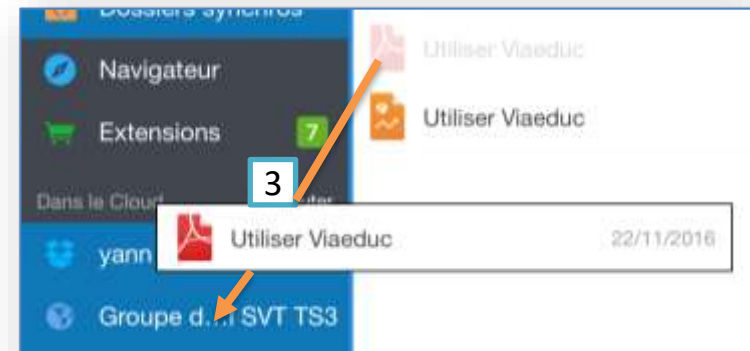 Dossiers synchros
Navigateur
Extensions
7
Dans le Cloud
yann
Groupe d...i SVT TS3
Utiliser Viaeduc
Utiliser Viaeduc
3
Utiliser Viaeduc
22/11/2016